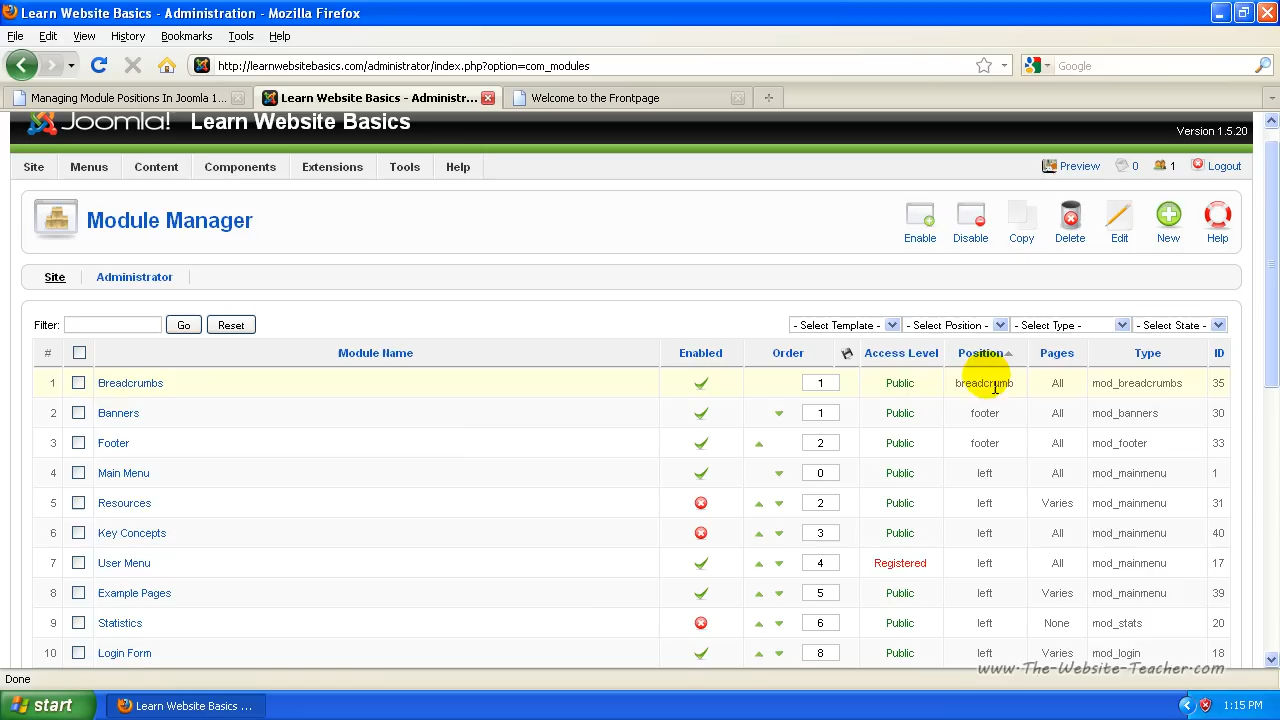 Learn Website Basics - Administration - Mozilla Firefox
File Edit View History Bookmarks Tools Help
http://learnwebsitebasics.com/administrator/index.php?option=com_modules Google
Managing Module Positions In Joomla 1... Learn Website Basics - Administr... Welcome to the Frontpage
Joomla! Learn Website Basics
Version 1.5.20
Site Menus Content Components Extensions Tools Help Preview 0 1 Logout
Module Manager
Enable Disable Copy Delete Edit New Help
Site Administrator
Filter: Go Reset - Select Template - - Select Position - - Select Type - - Select State -
# Module Name Enabled Order Access Level Position Pages Type ID
1 Breadcrumbs 1 Public breadcrumb All mod_breadcrumbs 35
2 Banners 1 Public footer All mod_banners 30
3 Footer 2 Public footer All mod_footer 33
4 Main Menu 0 Public left All mod_mainmenu 1
5 Resources 2 Public left Varies mod_mainmenu 31
6 Key Concepts 3 Public left All mod_mainmenu 40
7 User Menu 4 Registered left All mod_mainmenu 17
8 Example Pages 5 Public left Varies mod_mainmenu 39
9 Statistics 6 Public left None mod_stats 20
10 Login Form 8 Public left Varies mod_login 18
www.The-Website-Teacher.com
Done
start Learn Website Basics ... 1:15 PM